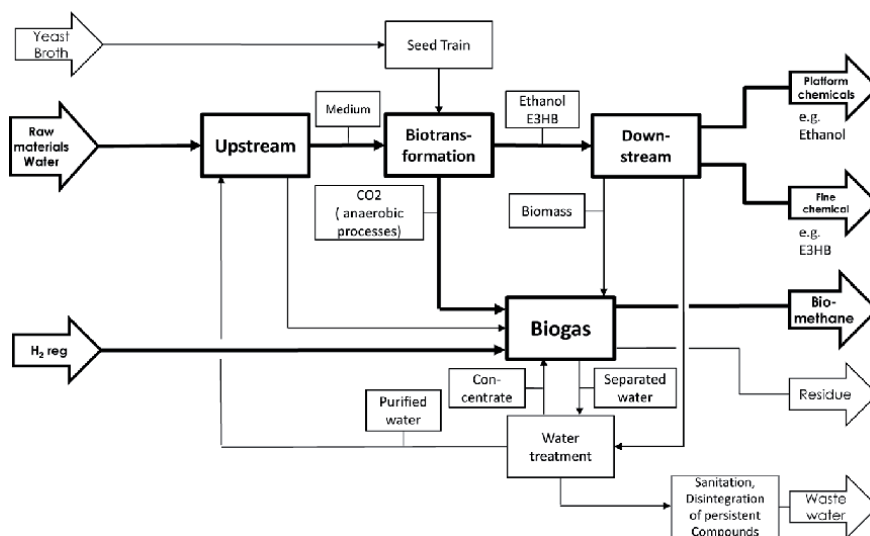 Yeast
Broth
Seed Train
Platform
chemicals
e.g.
Ethanol
Medium
Ethanol
E3HB
Raw
materials
Water
Upstream
Biotrans-
formation
Down-
stream
CO2
( anaerobic
processes)
Biomass
Fine
chemical
e.g.
E3HB
Biogas
Bio-
methane
H₂ reg
Con-
centrate
Separated
water
Residue
Purified
water
Water
treatment
Sanitation,
Disintegration
of persistent
Compounds
Waste
water